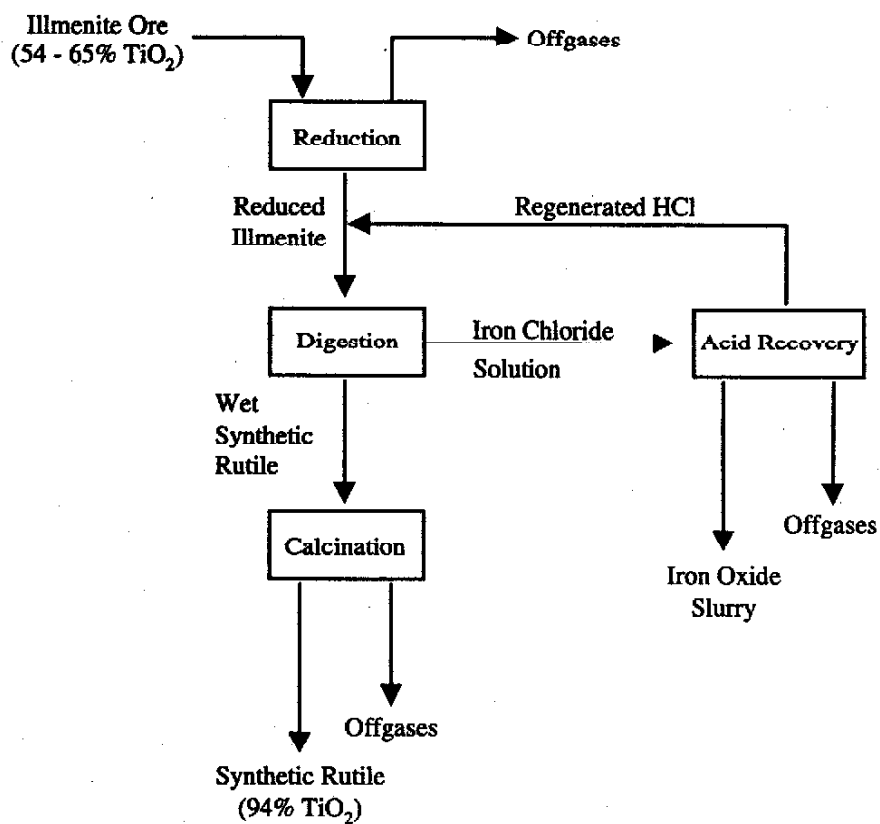 Illmenite Ore
(54 - 65% TiO₂)
Offgases
Reduction
Reduced
Illmenite
Regenerated HCl
Digestion
Iron Chloride
Solution
Acid Recovery
Wet
Synthetic
Rutile
Calcination
Offgases
Iron Oxide
Slurry
Offgases
Synthetic Rutile
(94% TiO₂)